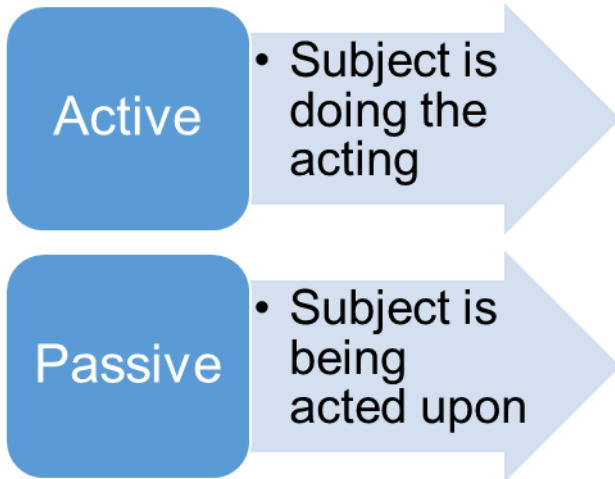 Active
• Subject is
doing the
acting
Passive
• Subject is
being
acted upon